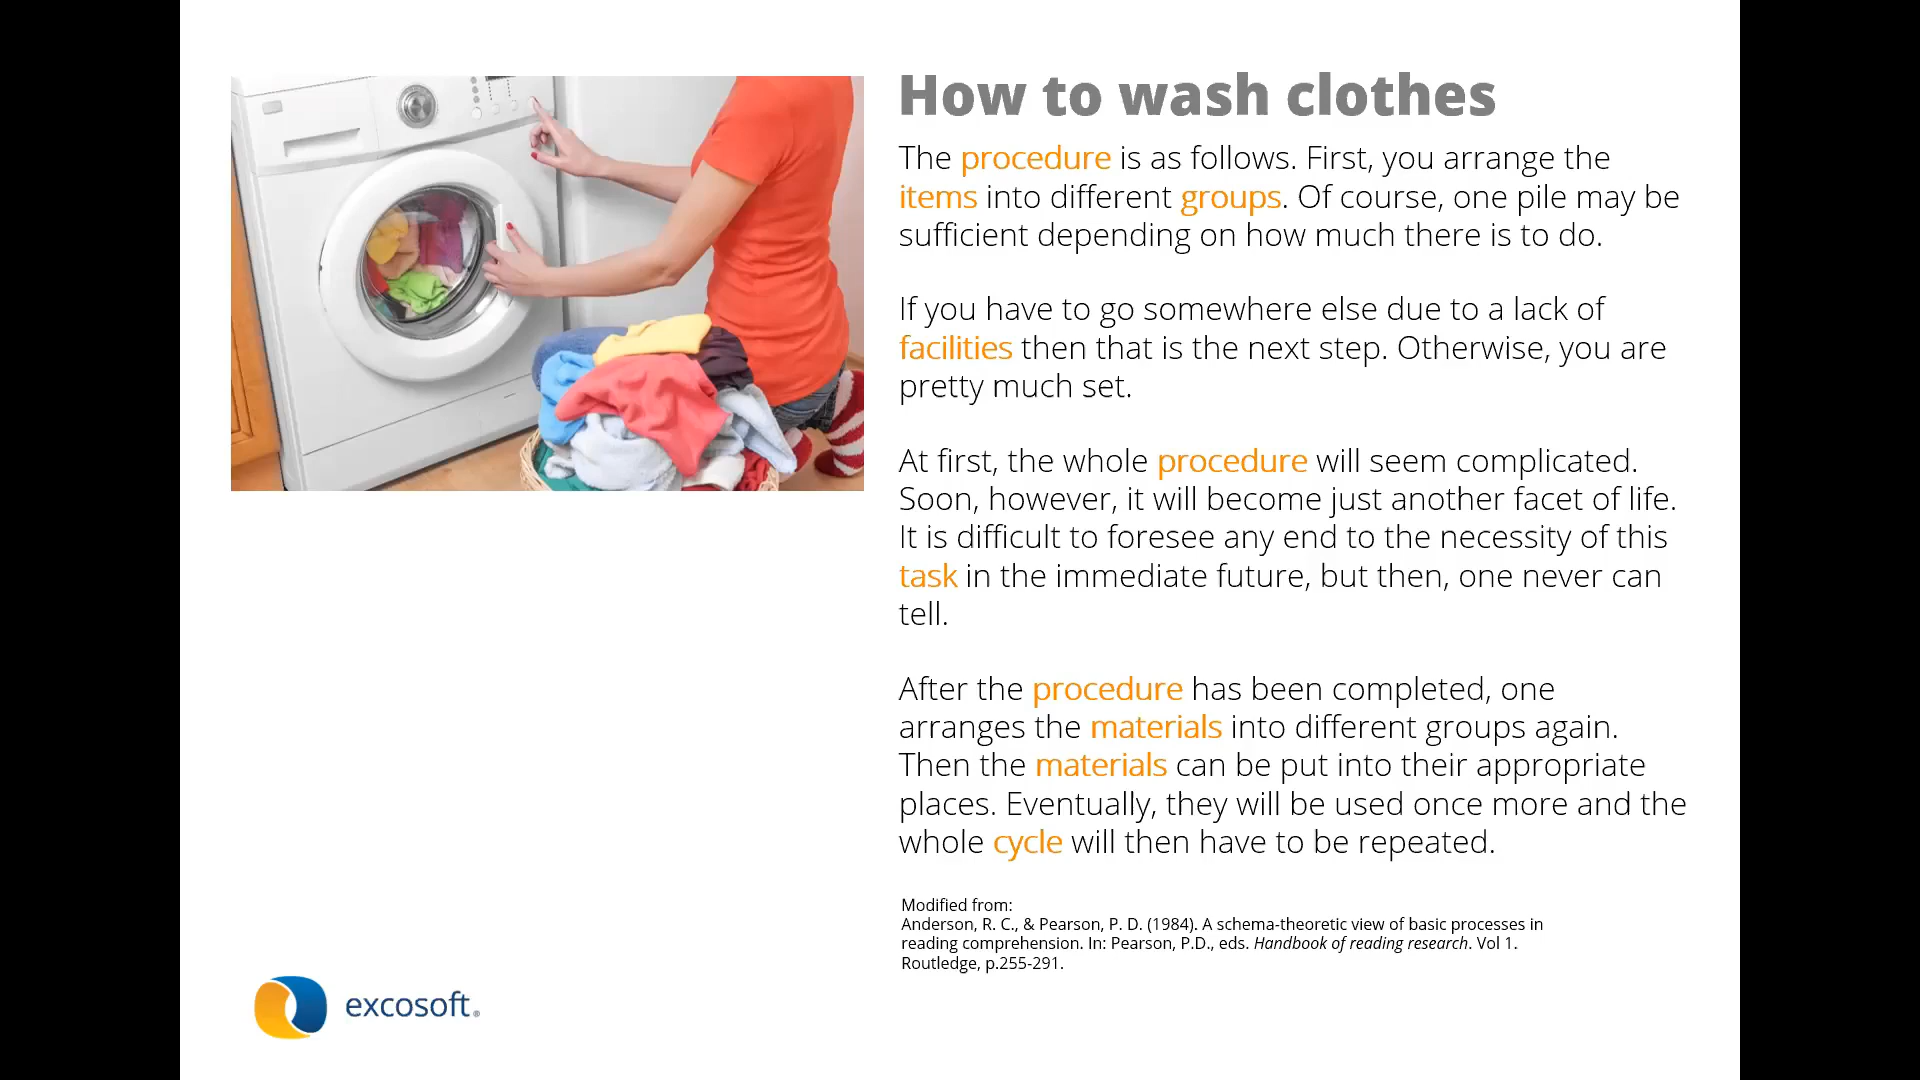 How to wash clothes
The procedure is as follows. First, you arrange the
items into different groups. Of course, one pile may be
sufficient depending on how much there is to do.
If you have to go somewhere else due to a lack of
facilities then that is the next step. Otherwise, you are
pretty much set.
At first, the whole procedure will seem complicated.
Soon, however, it will become just another facet of life.
It is difficult to foresee any end to the necessity of this
task in the immediate future, but then, one never can
tell.
After the procedure has been completed, one
arranges the materials into different groups again.
Then the materials can be put into their appropriate
places. Eventually, they will be used once more and the
whole cycle will then have to be repeated.
Modified from:
Anderson, R. C., & Pearson, P. D. (1984). A schema-theoretic view of basic processes in
reading comprehension. In: Pearson, P.D., eds. Handbook of reading research. Vol 1.
Routledge, p.255-291.
excosoft®